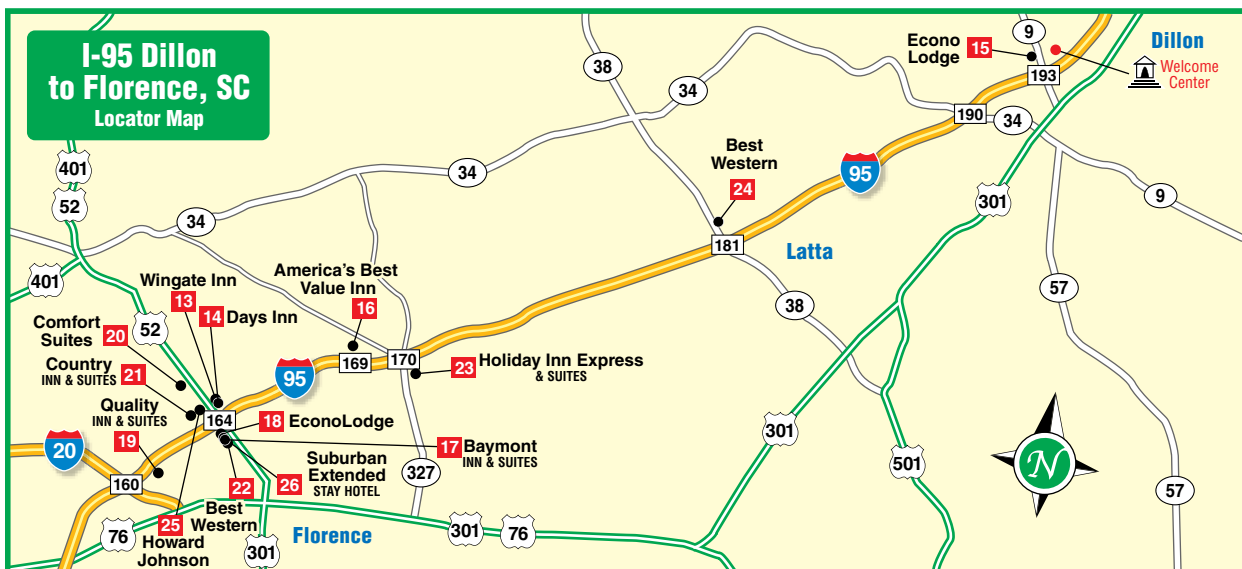 I-95 Dillon
to Florence, SC
Locator Map
38
34
Econo
Lodge
15
9
193
Dillon
Welcome
Center
190
34
401
52
34
Best
Western
24
95
301
9
34
181
Latta
401
America's Best
Value Inn
16
Wingate Inn
13
14
Days Inn
52
Comfort
Suites
20
Country
INN & SUITES
21
95
169
170
23
Holiday Inn Express
& SUITES
38
57
Quality
INN & SUITES
19
164
18
EconoLodge
17
Baymont
INN & SUITES
20
160
Suburban
Extended
STAY HOTEL
26
22
Best
Western
25
Howard
Johnson
327
301
501
N
57
76
301
Florence
301
76